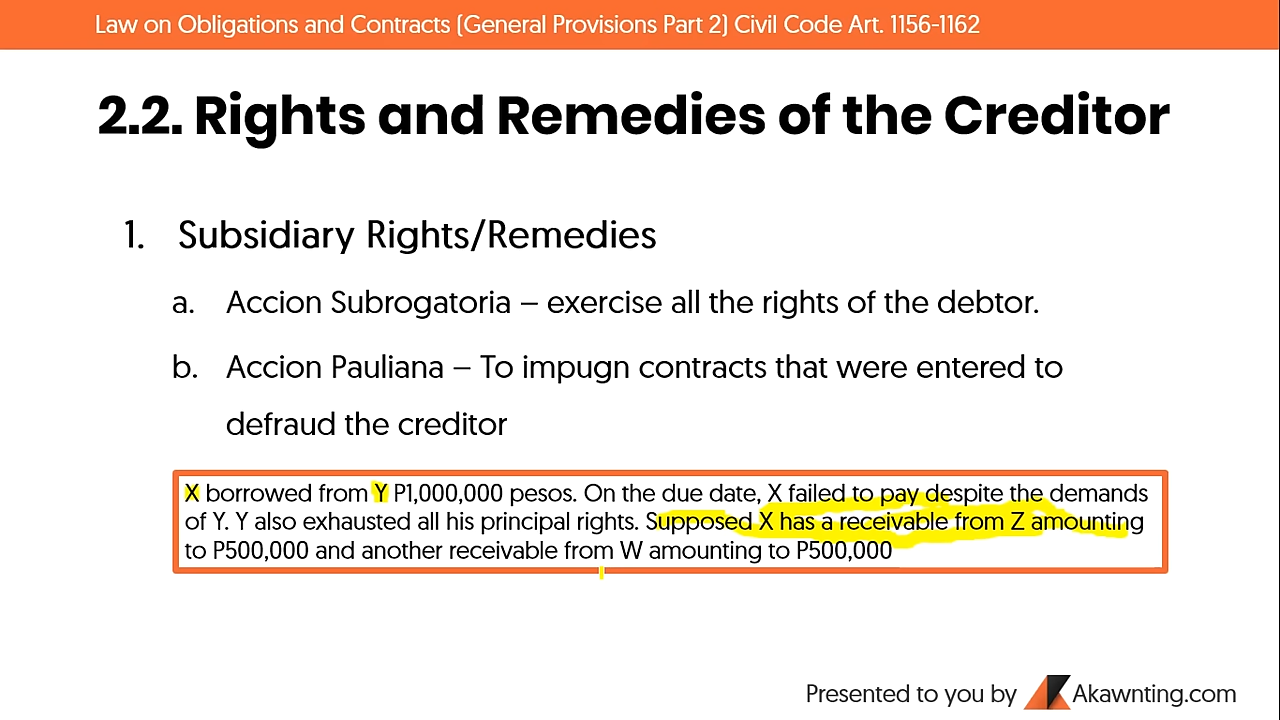 Law on Obligations and Contracts (General Provisions Part 2) Civil Code Art. 1156-1162
2.2. Rights and Remedies of the Creditor
1. Subsidiary Rights/Remedies
a. Accion Subrogatoria – exercise all the rights of the debtor.
b. Accion Pauliana – To impugn contracts that were entered to
defraud the creditor
X borrowed from Y P1,000,000 pesos. On the due date, X failed to pay despite the demands
of Y. Y also exhausted all his principal rights. Supposed X has a receivable from Z amounting
to P500,000 and another receivable from W amounting to P500,000
Presented to you by Akawnting.com